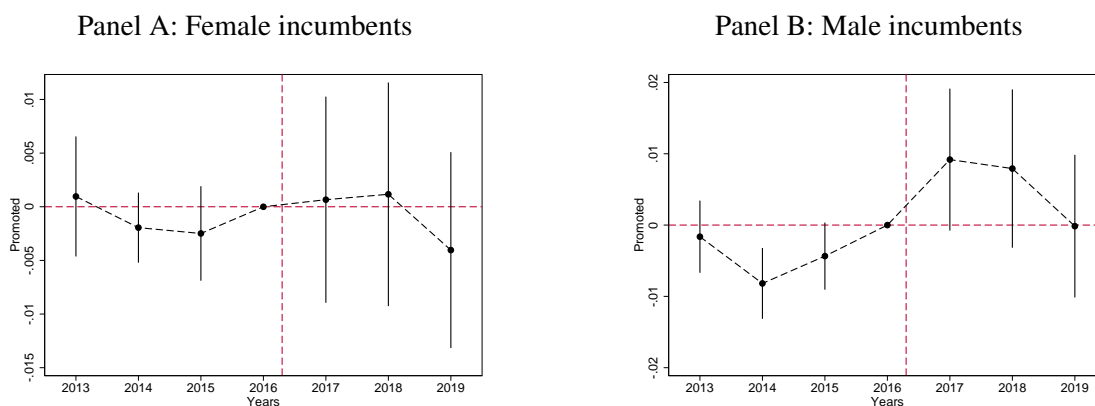 Panel A: Female incumbents
Promoted
.01
.005
0
-.005
-.01
-.015
2013 2014 2015 2016 2017 2018 2019
Years
Panel B: Male incumbents
Promoted
.02
.01
0
-.01
-.02
2013 2014 2015 2016 2017 2018 2019
Years